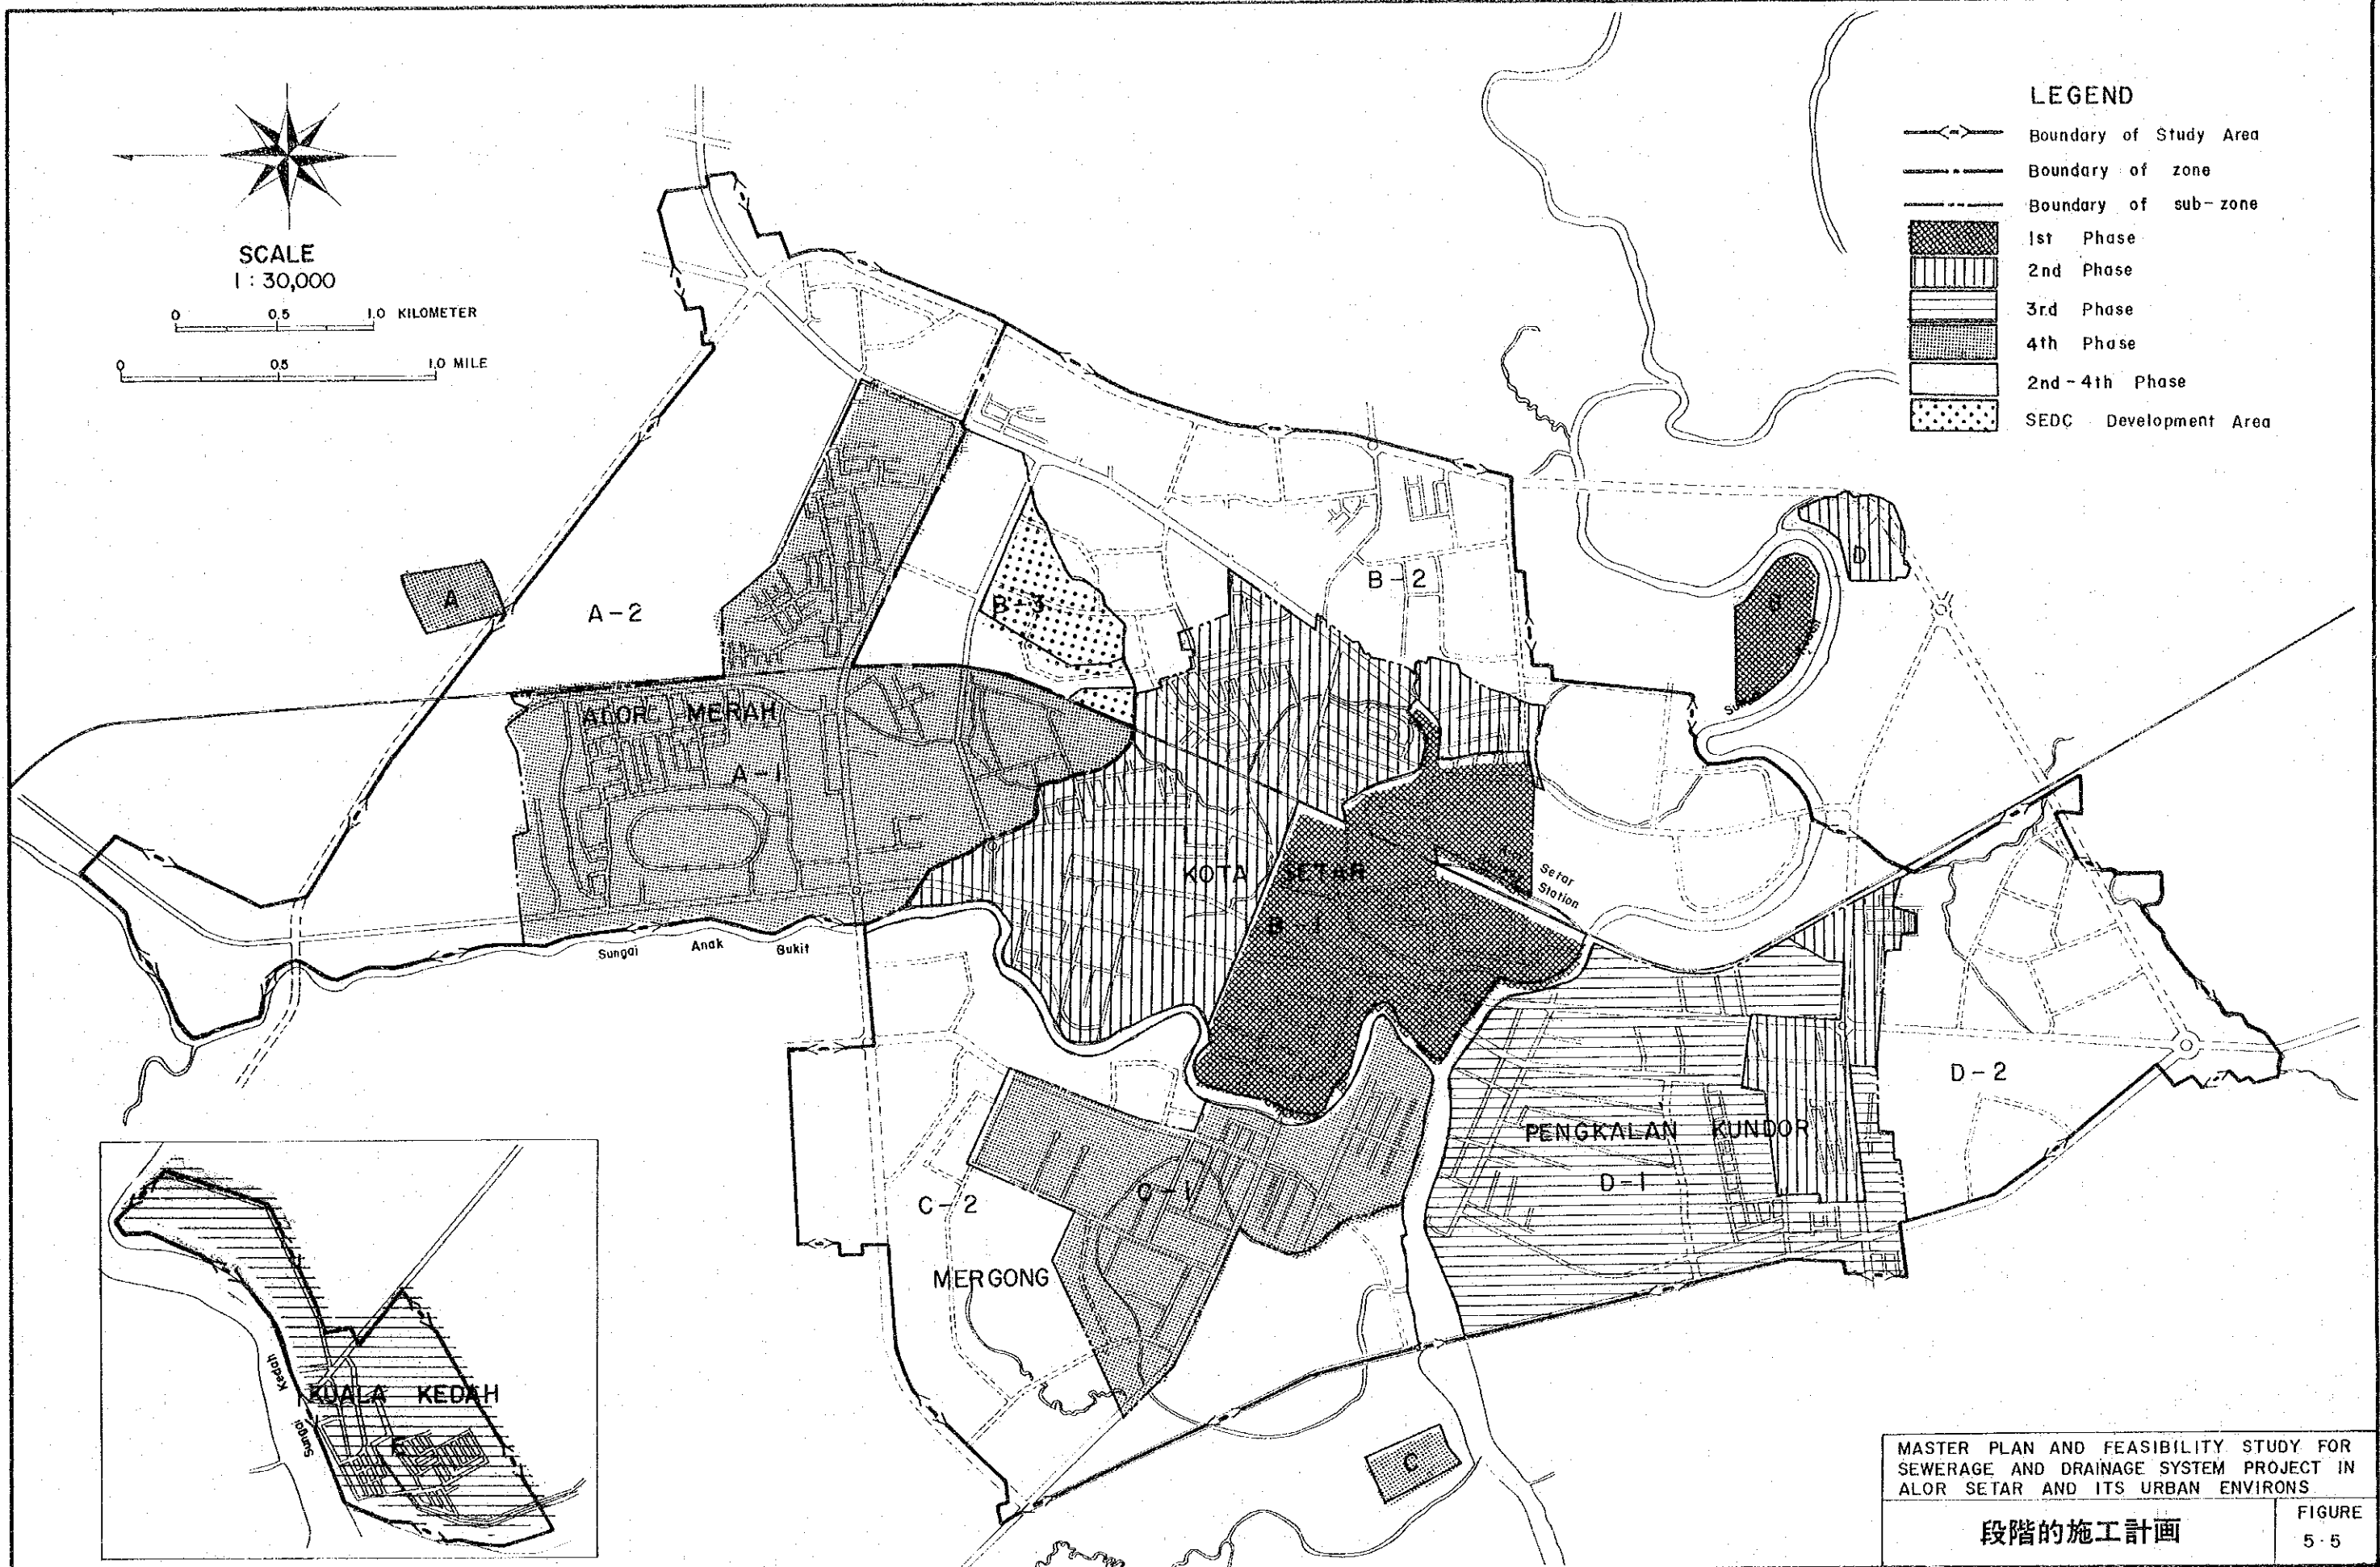 LEGEND
Boundary of Study Area
Boundary of zone
Boundary of sub-zone
1st Phase
2nd Phase
3rd Phase
4th Phase
2nd-4th Phase
SEDC Development Area
SCALE
1 : 30,000
0 0.5 1.0 KILOMETER
0 0.5 1.0 MILE
A
A-2
B-3
B-2
D
B
ALOR MERAH
A-1
KOTA SETAR
B-1
Setar
Station
Sungai Anak Bukit
D-2
PENGKALAN KUNDOR
D-1
C-1
C-2
MERGONG
C
KUALA KEDAH
Sungai Kedah
E
MASTER PLAN AND FEASIBILITY STUDY FOR
SEWERAGE AND DRAINAGE SYSTEM PROJECT IN
ALOR SETAR AND ITS URBAN ENVIRONS
段階的施工計画
FIGURE
5·5